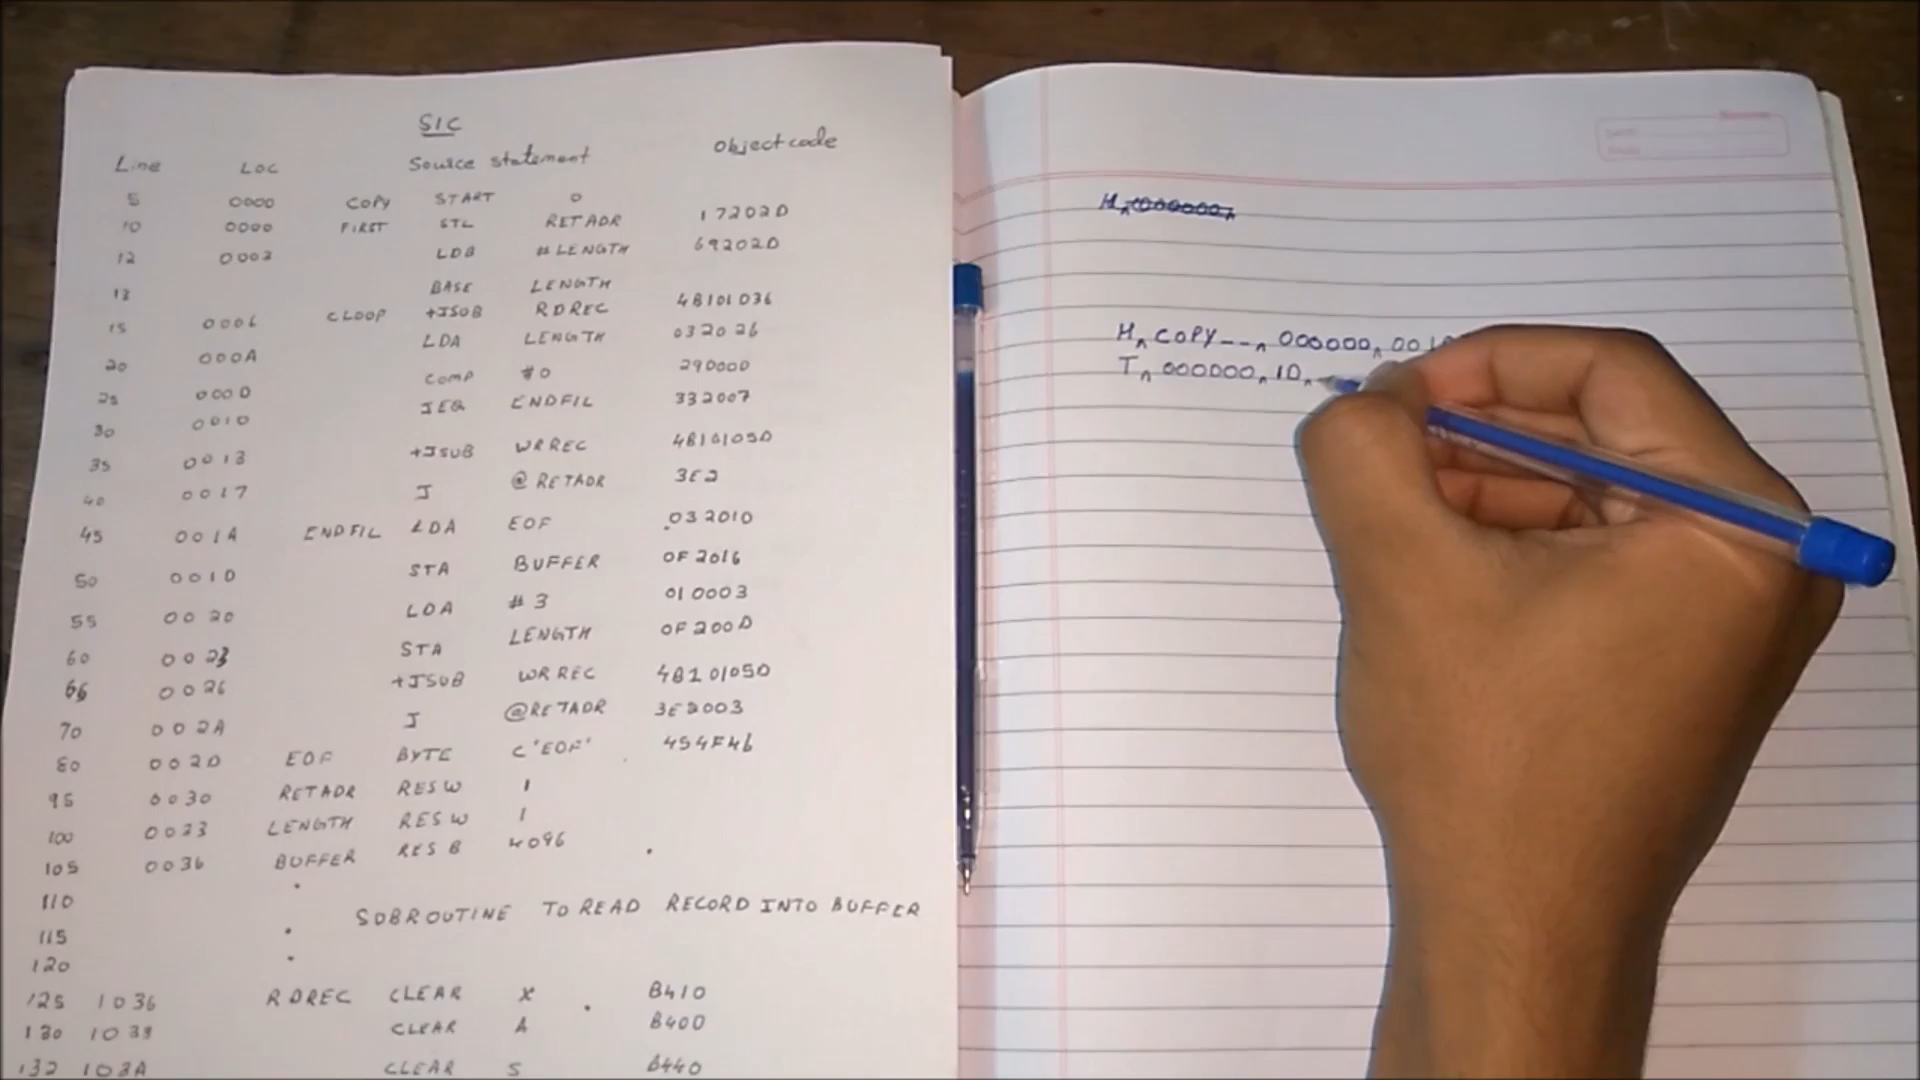 SIC
Line Loc Source statement Object code
5 0000 COPY START 0
10 0000 FIRST STL RETADR 17202D
12 0003 LDB #LENGTH 69202D
13 BASE LENGTH
15 0006 CLOOP +JSUB RDREC 4B101036
20 000A LDA LENGTH 032026
25 000D COMP #0 290000
30 0010 JEQ ENDFIL 332007
35 0013 +JSUB WRREC 4B10105D
40 0017 J @RETADR 3E2
45 001A ENDFIL LDA EOF 032010
50 001D STA BUFFER 0F2016
55 0020 LDA #3 010003
60 0023 STA LENGTH 0F200D
66 0026 +JSUB WRREC 4B10105D
70 002A J @RETADR 3E2003
80 002D EOF BYTE C'EOF' 454F46
95 0030 RETADR RESW 1
100 0033 LENGTH RESW 1
105 0036 BUFFER RESB 4096
110 .
115 . SUBROUTINE TO READ RECORD INTO BUFFER
120 .
125 1036 RDREC CLEAR X B410
130 1038 CLEAR A B400
132 103A CLEAR S B440
H^000000^
H^COPY--^000000^00
T^000000^1D^